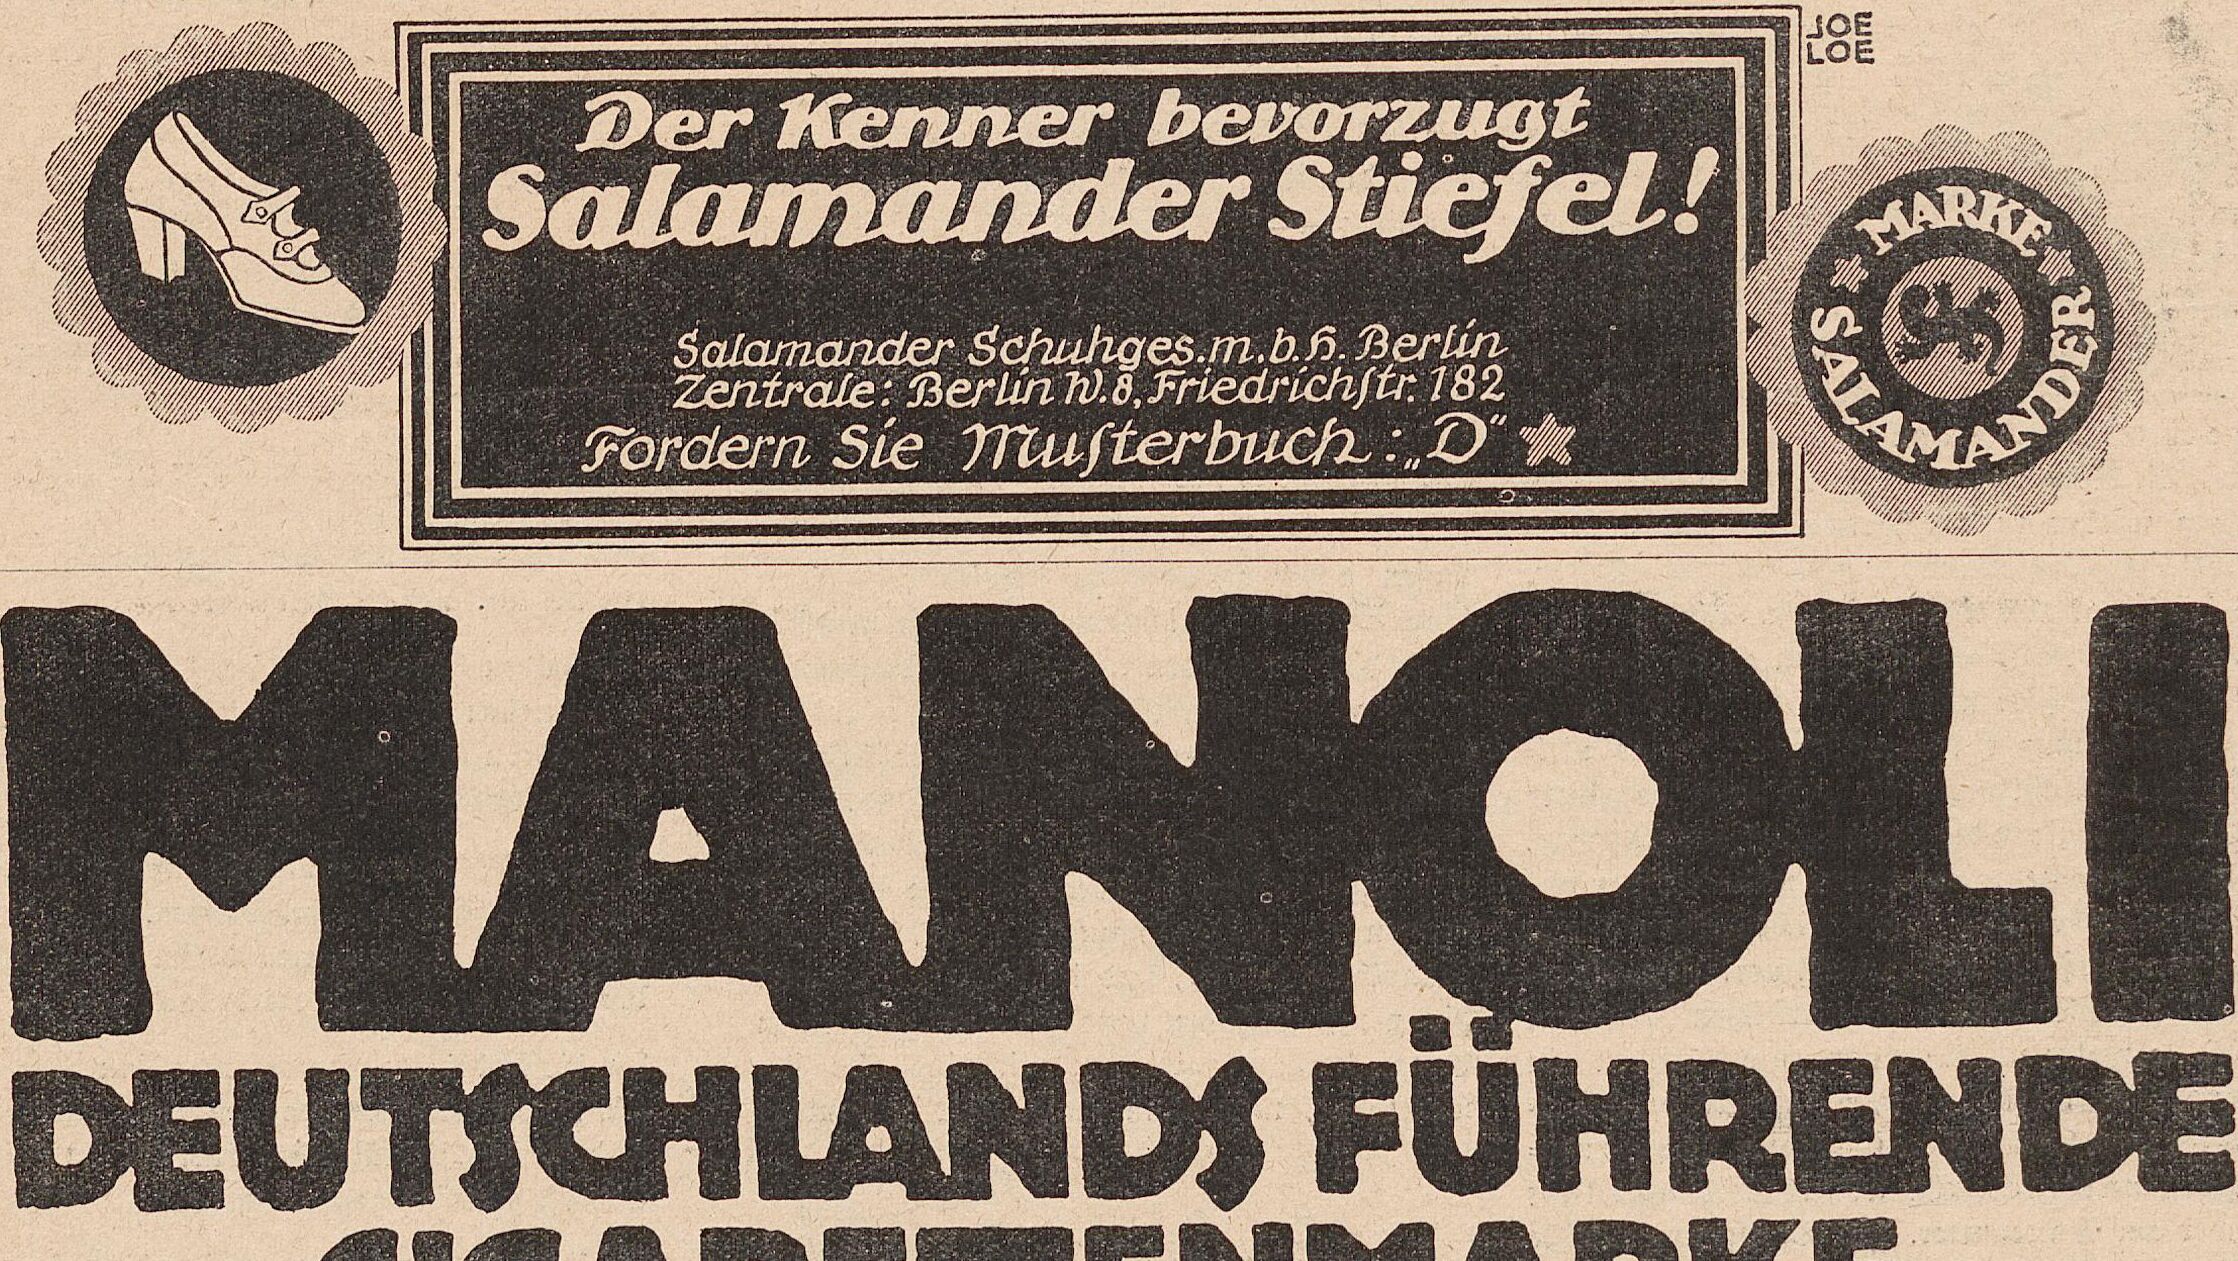 JOE
LOE
Der Kenner bevorzugt
Salamander Stiefel!
Salamander Schuhges.m.b.H. Berlin
Zentrale: Berlin W.8, Friedrichſtr. 182
Fordern Sie Muſterbuch: „D“
MARKE
SALAMANDER
MANOLI
DEUTSCHLANDS FÜHRENDE
CIGARETTENMARKE